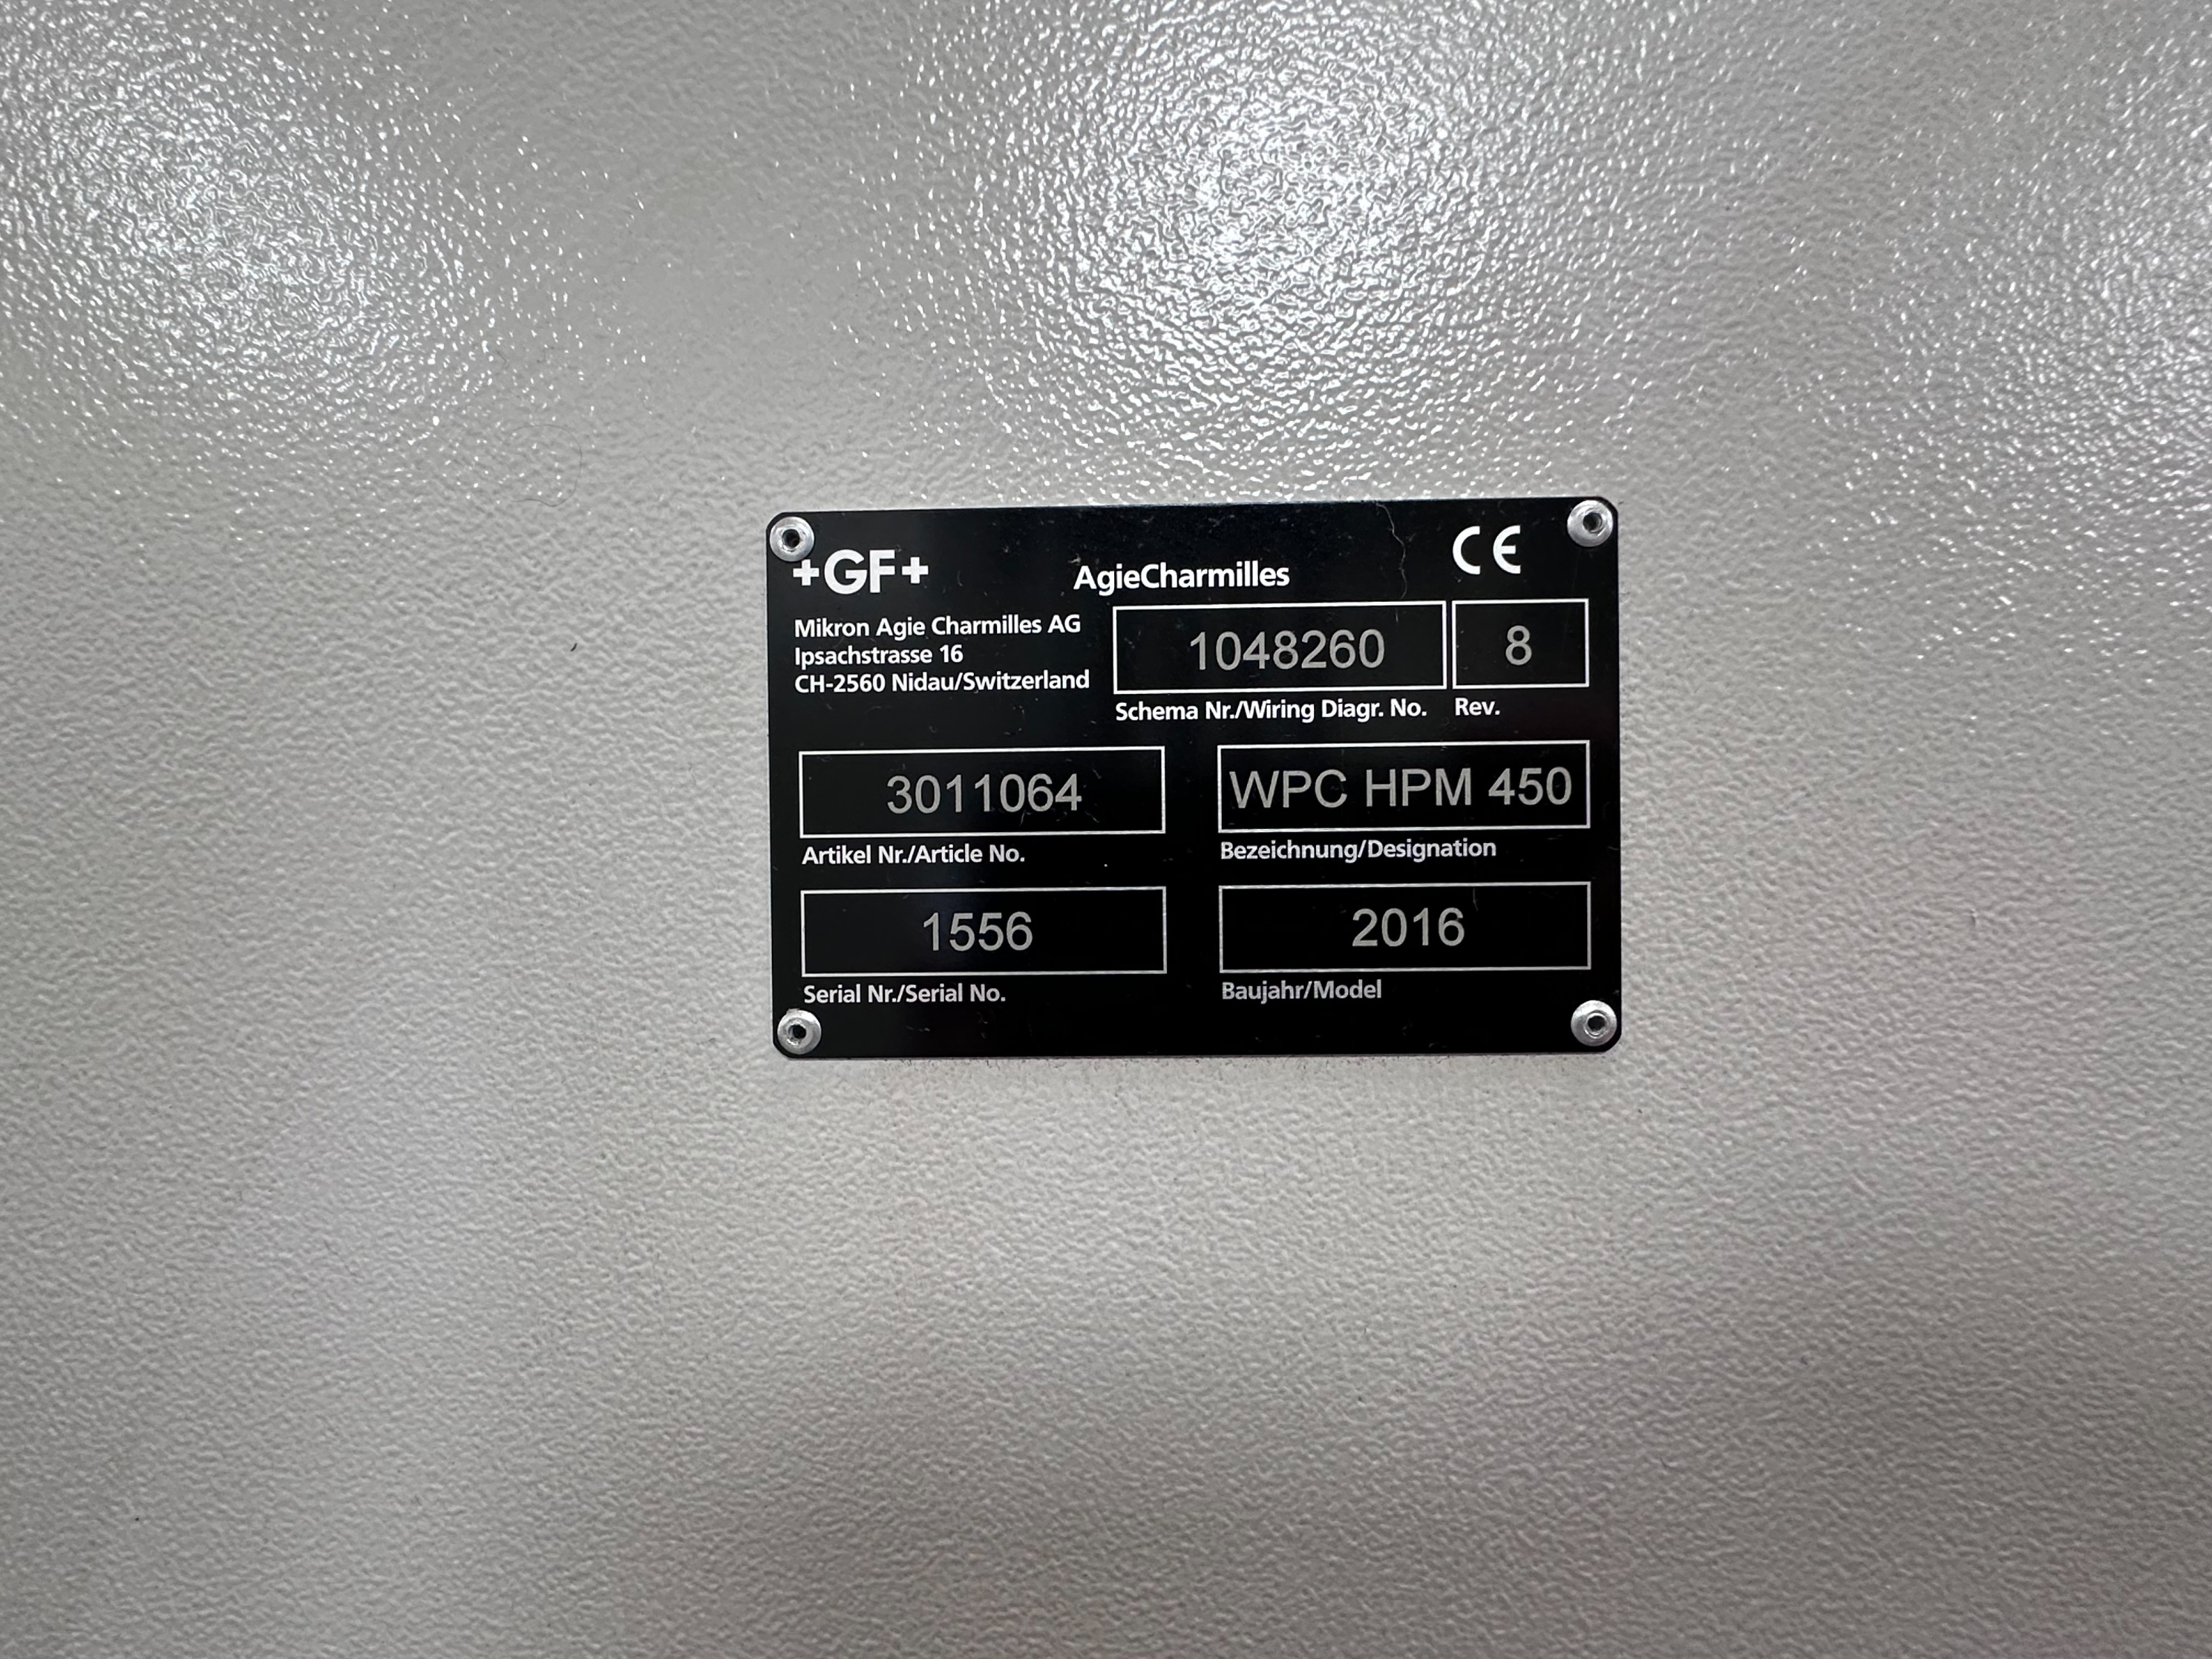 +GF+
AgieCharmilles
CE
Mikron Agie Charmilles AG
Ipsachstrasse 16
CH-2560 Nidau/Switzerland
1048260
8
Schema Nr./Wiring Diagr. No.
Rev.
3011064
WPC HPM 450
Artikel Nr./Article No.
Bezeichnung/Designation
1556
2016
Serial Nr./Serial No.
Baujahr/Model